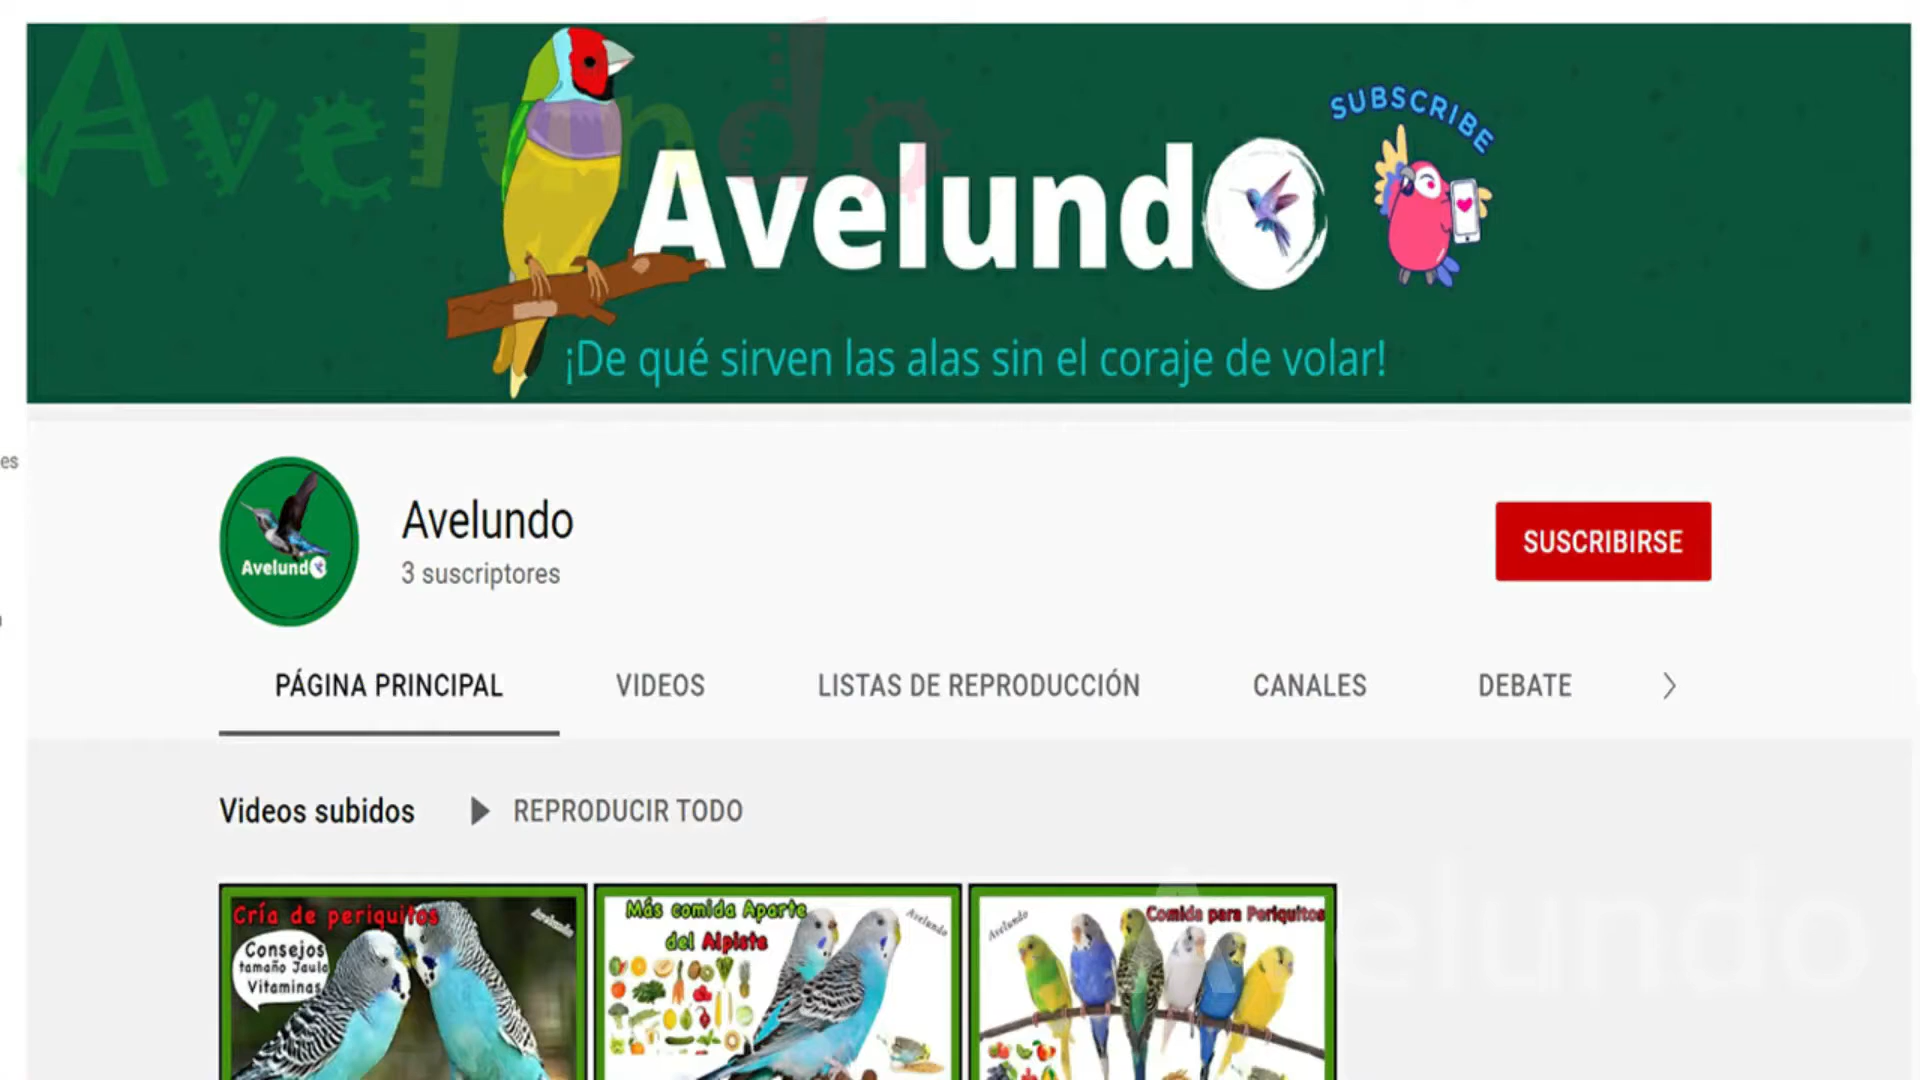 Avelundo
SUBSCRIBE
Avelundo
¡De qué sirven las alas sin el coraje de volar!
es
Avelundo
Avelundo
3 suscriptores
SUSCRIBIRSE
PÁGINA PRINCIPAL
VIDEOS
LISTAS DE REPRODUCCIÓN
CANALES
DEBATE
Videos subidos
REPRODUCIR TODO
Cría de periquitos
Avelundo
Consejos
tamaño Jaula
Vitaminas
Más comida Aparte
del Alpiste
Avelundo
Avelundo
Comida para Periquitos
Avelundo